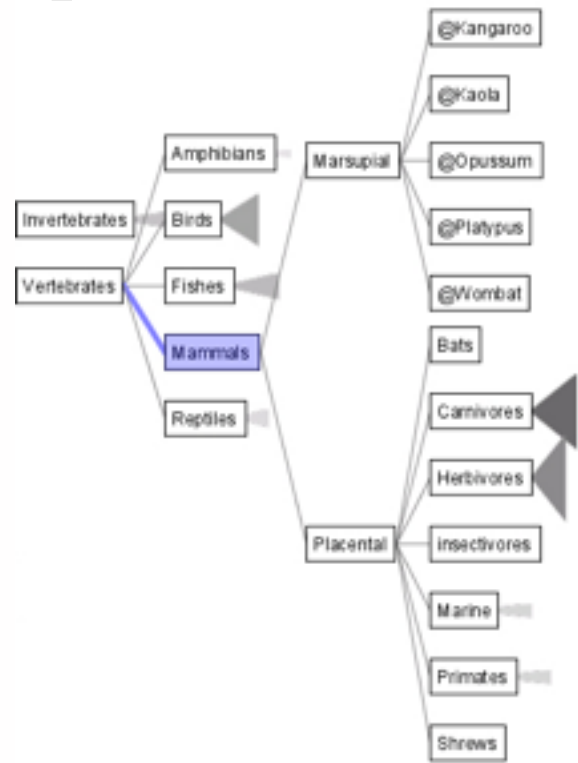 Invertebrates
Vertebrates
Amphibians
Birds
Fishes
Mammals
Reptiles
Marsupial
Placental
@Kangaroo
@Kaola
@Opussum
@Platypus
@Wombat
Bats
Carnivores
Herbivores
insectivores
Marine
Primates
Shrews